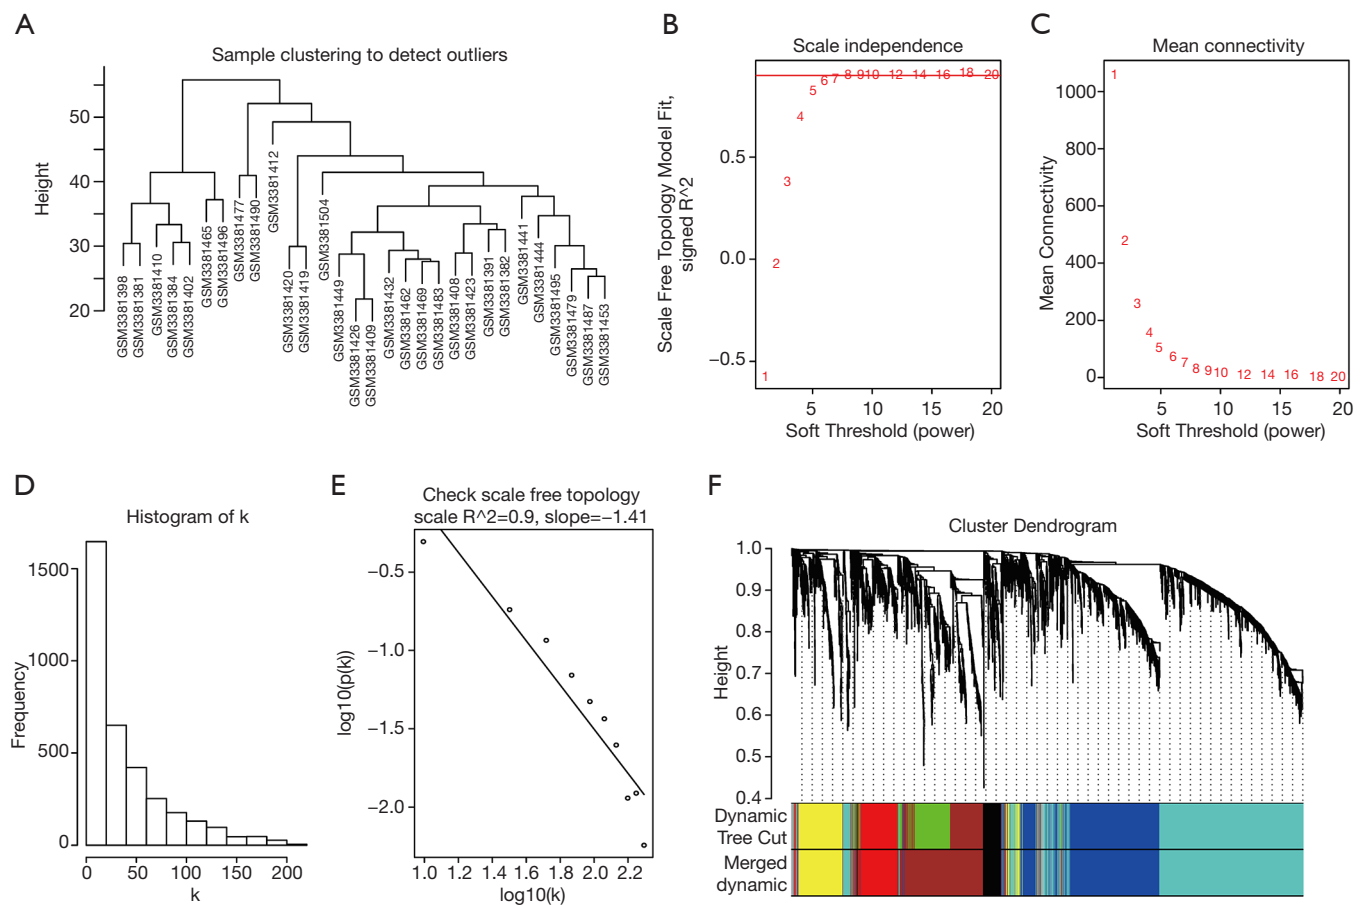 A
Sample clustering to detect outliers
Height
50
40
30
20
GSM3381398
GSM3381381
GSM3381410
GSM3381384
GSM3381402
GSM3381465
GSM3381496
GSM3381477
GSM3381490
GSM3381412
GSM3381420
GSM3381419
GSM3381504
GSM3381449
GSM3381426
GSM3381409
GSM3381432
GSM3381462
GSM3381469
GSM3381483
GSM3381408
GSM3381423
GSM3381391
GSM3381382
GSM3381441
GSM3381444
GSM3381495
GSM3381479
GSM3381487
GSM3381453
B
Scale independence
Scale Free Topology Model Fit,
signed R^2
0.5
0.0
−0.5
1
2
3
4
5
6
7
8
9
10
12
14
16
18
20
5 10 15 20
Soft Threshold (power)
C
Mean connectivity
Mean Connectivity
1000
800
600
400
200
0
1
2
3
4
5
6
7
8
9
10
12
14
16
18
20
5 10 15 20
Soft Threshold (power)
D
Histogram of k
Frequency
1500
1000
500
0
0 50 100 150 200
k
E
Check scale free topology
scale R^2=0.9, slope=−1.41
log10(p(k))
−0.5
−1.0
−1.5
−2.0
1.0 1.2 1.4 1.6 1.8 2.0 2.2
log10(k)
F
Cluster Dendrogram
Height
1.0
0.9
0.8
0.7
0.6
0.5
0.4
Dynamic
Tree Cut
Merged
dynamic